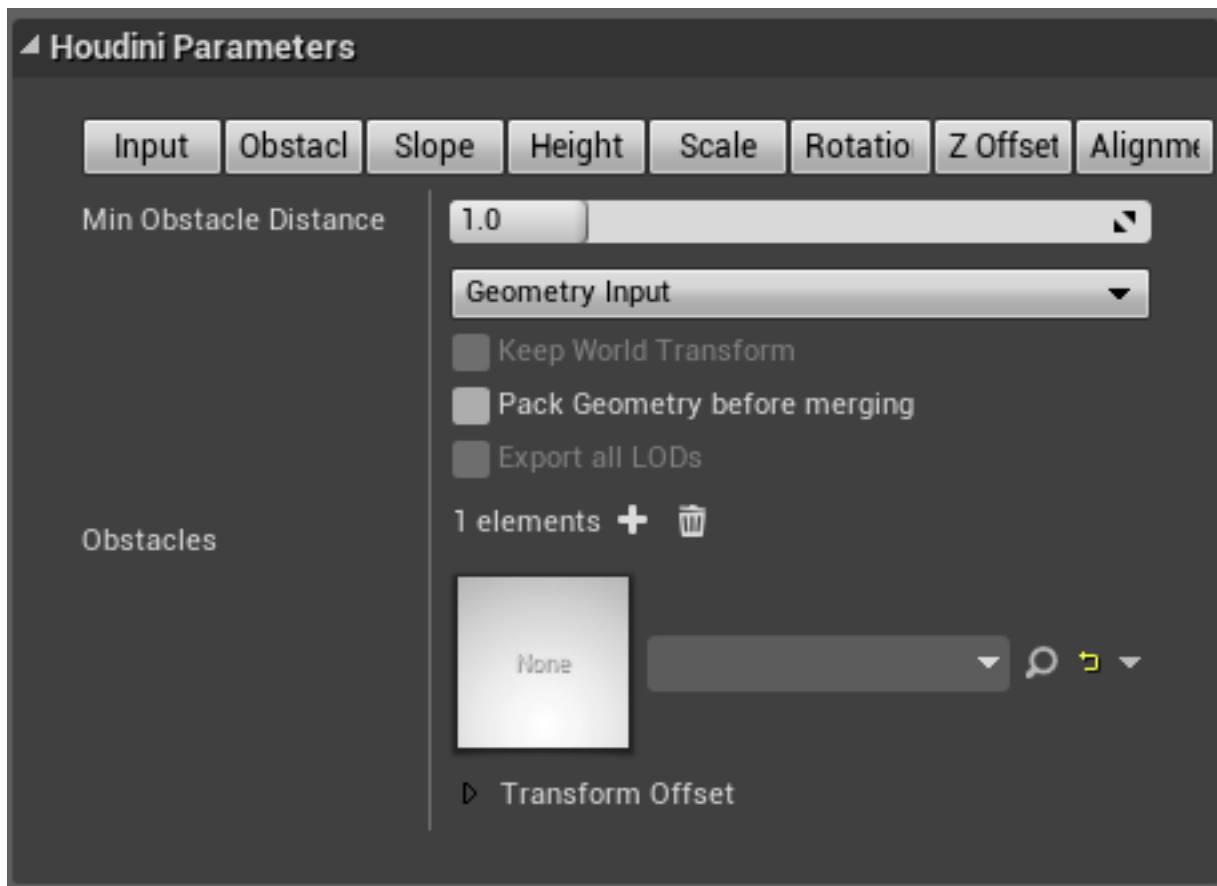 Houdini Parameters
Input Obstacl Slope Height Scale Rotatio Z Offset Alignme
Min Obstacle Distance 1.0
Geometry Input
Keep World Transform
Pack Geometry before merging
Export all LODs
1 elements
Obstacles
None
Transform Offset